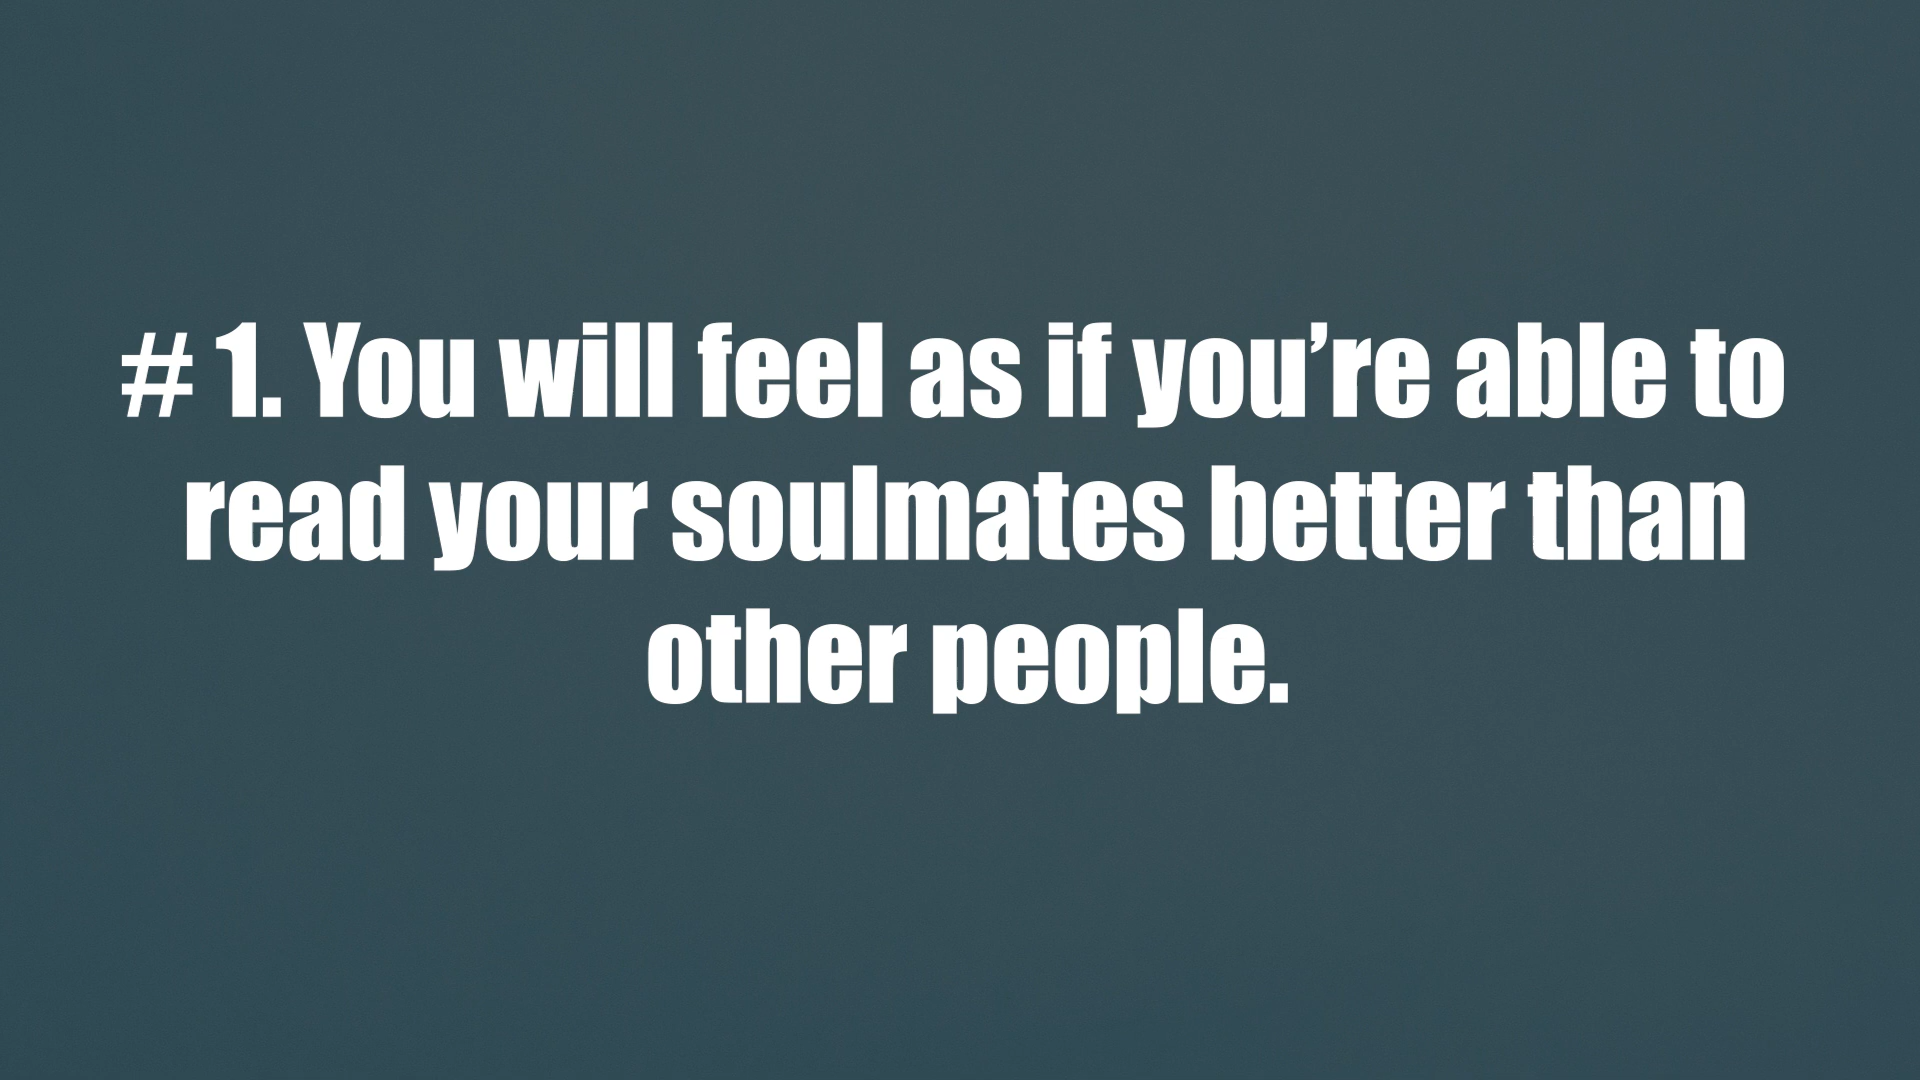 # 1. You will feel as if you’re able to
read your soulmates better than
other people.